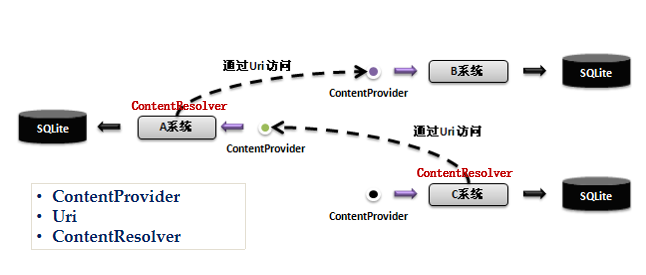 通过Uri访问
B系统
SQLite
ContentProvider
ContentResolver
SQLite
A系统
ContentProvider
通过Uri访问
ContentResolver
ContentProvider
C系统
SQLite
• ContentProvider
• Uri
• ContentResolver